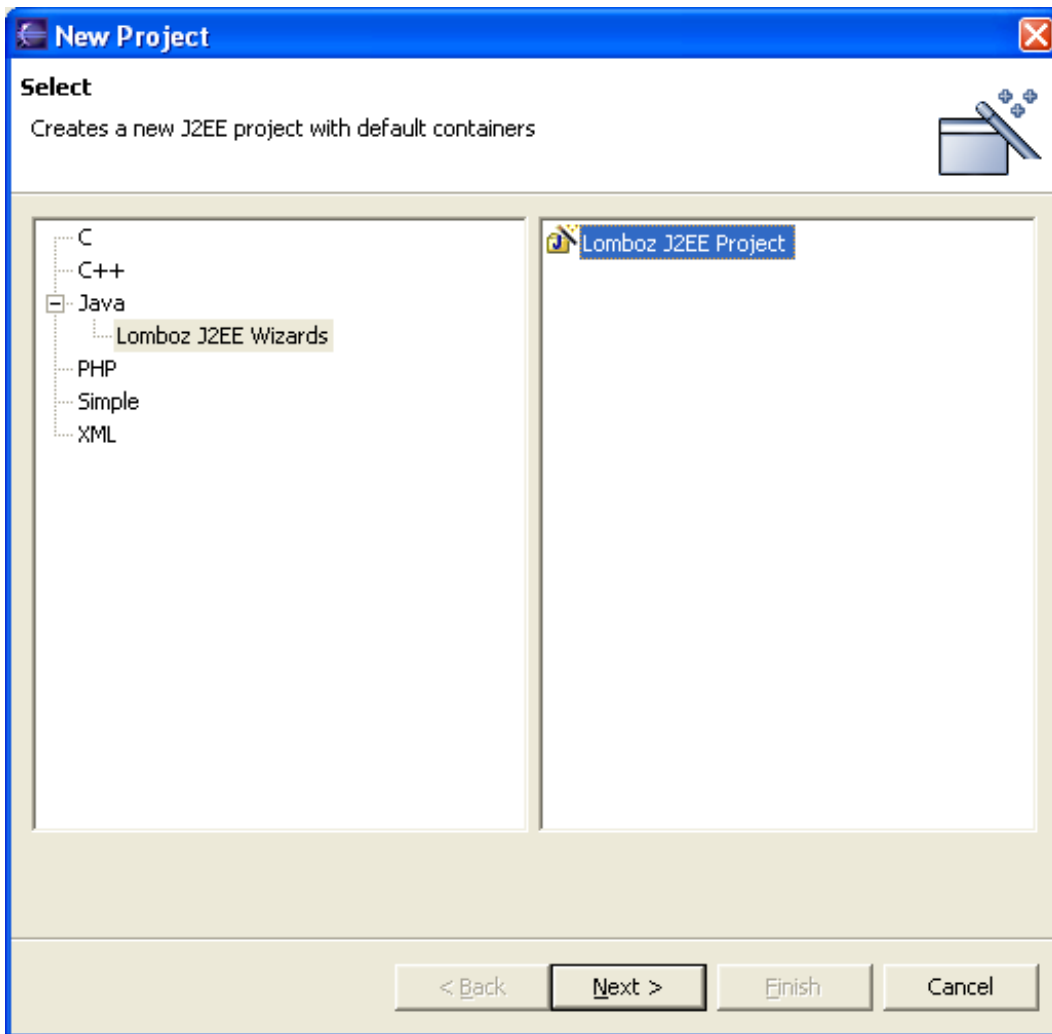 New Project
Select
Creates a new J2EE project with default containers
C
C++
Java
Lomboz J2EE Wizards
PHP
Simple
XML
Lomboz J2EE Project
< Back
Next >
Finish
Cancel